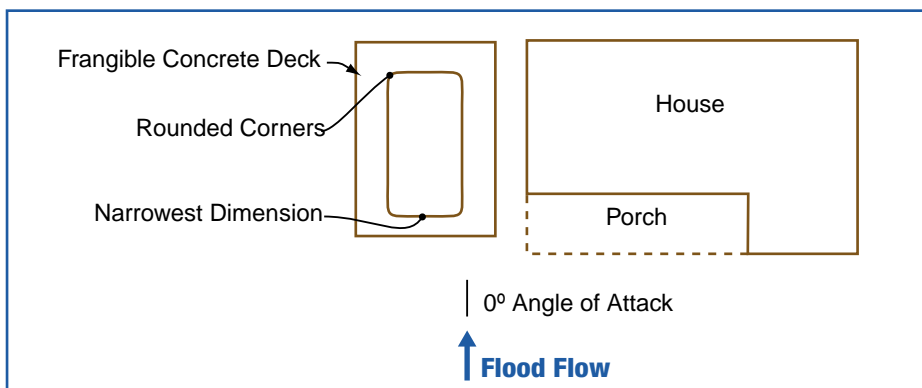 Frangible Concrete Deck
House
Rounded Corners
Narrowest Dimension
Porch
0º Angle of Attack
Flood Flow